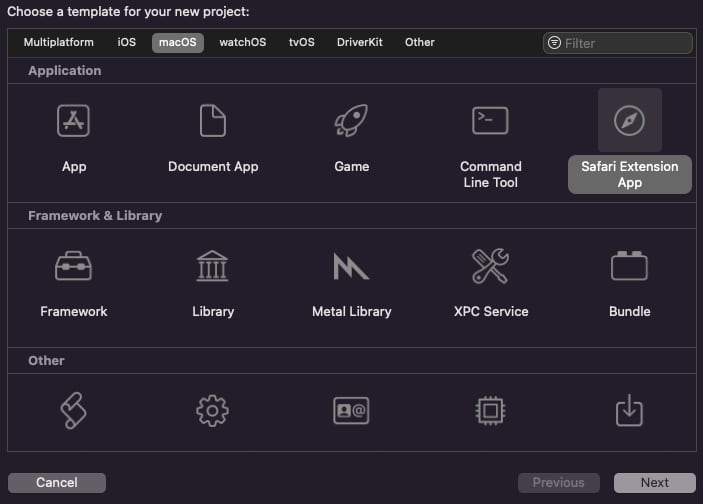 Choose a template for your new project:
Multiplatform iOS macOS watchOS tvOS DriverKit Other Filter
Application
App Document App Game Command Line Tool Safari Extension App
Framework & Library
Framework Library Metal Library XPC Service Bundle
Other
Cancel Previous Next